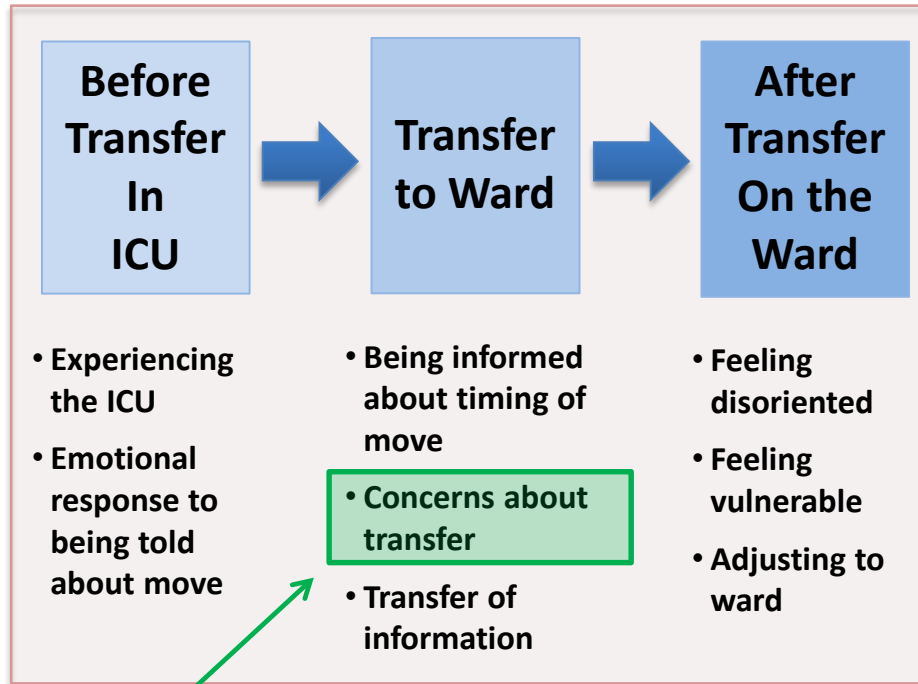 Before
Transfer
In
ICU
Transfer
to Ward
After
Transfer
On the
Ward
• Experiencing
the ICU
• Emotional
response to
being told
about move
• Being informed
about timing of
move
• Concerns about
transfer
• Transfer of
information
• Feeling
disoriented
• Feeling
vulnerable
• Adjusting to
ward